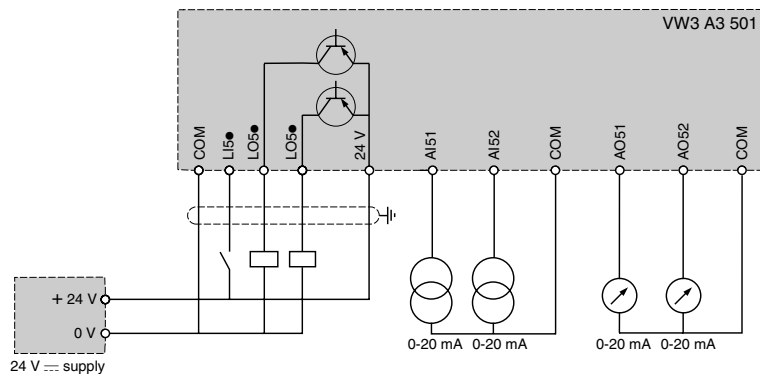 VW3 A3 501
COM
LI5●
LO5●
LO5●
24 V
AI51
AI52
COM
AO51
AO52
COM
+ 24 V
0 V
24 V ⎓ supply
0-20 mA
0-20 mA
0-20 mA
0-20 mA